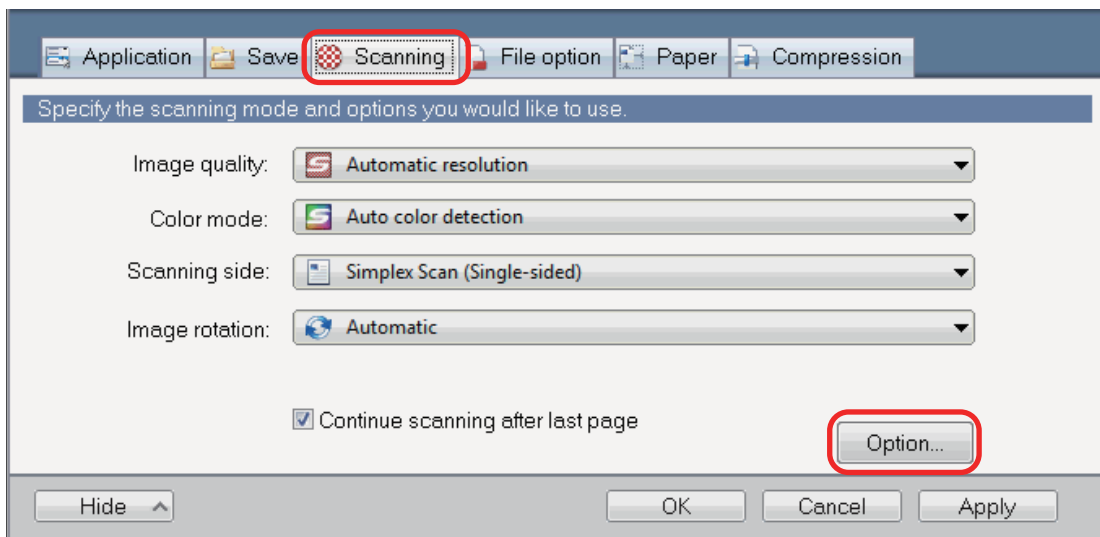 Application Save Scanning File option Paper Compression
Specify the scanning mode and options you would like to use.
Image quality: Automatic resolution
Color mode: Auto color detection
Scanning side: Simplex Scan (Single-sided)
Image rotation: Automatic
Continue scanning after last page
Option...
Hide OK Cancel Apply